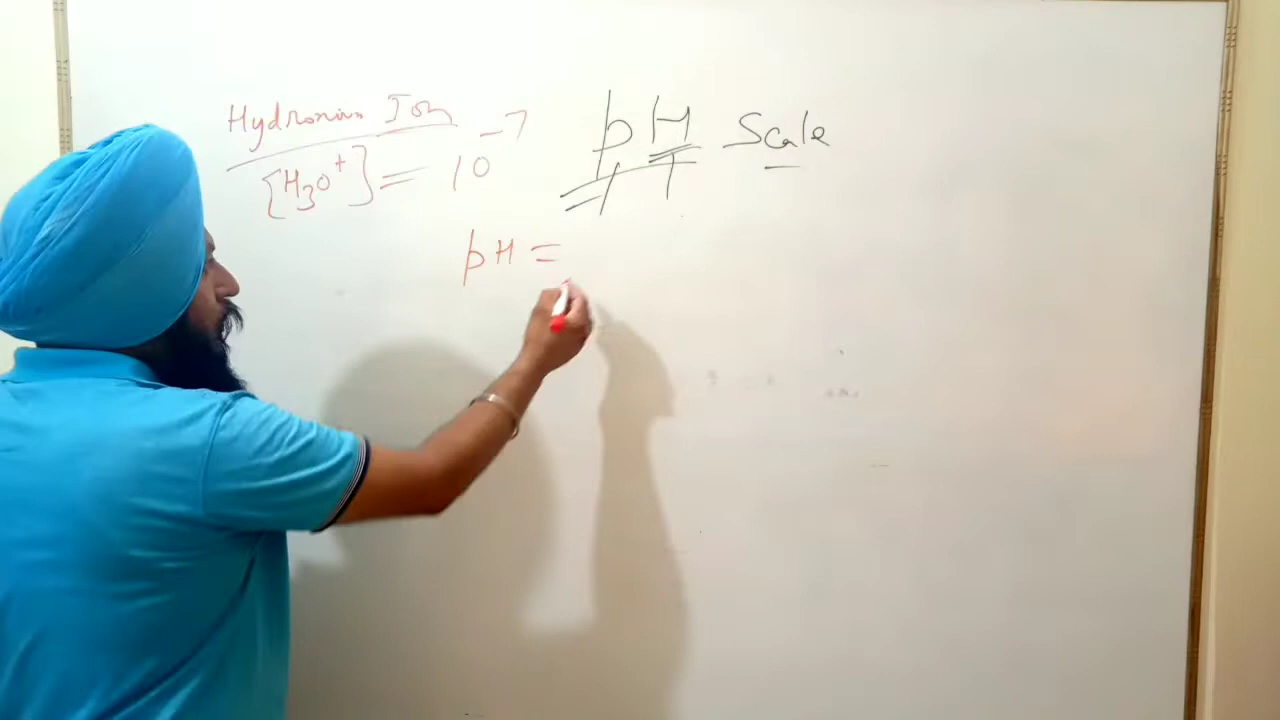 Hydronium Ion
[H3O+] = 10-7
pH Scale
pH =